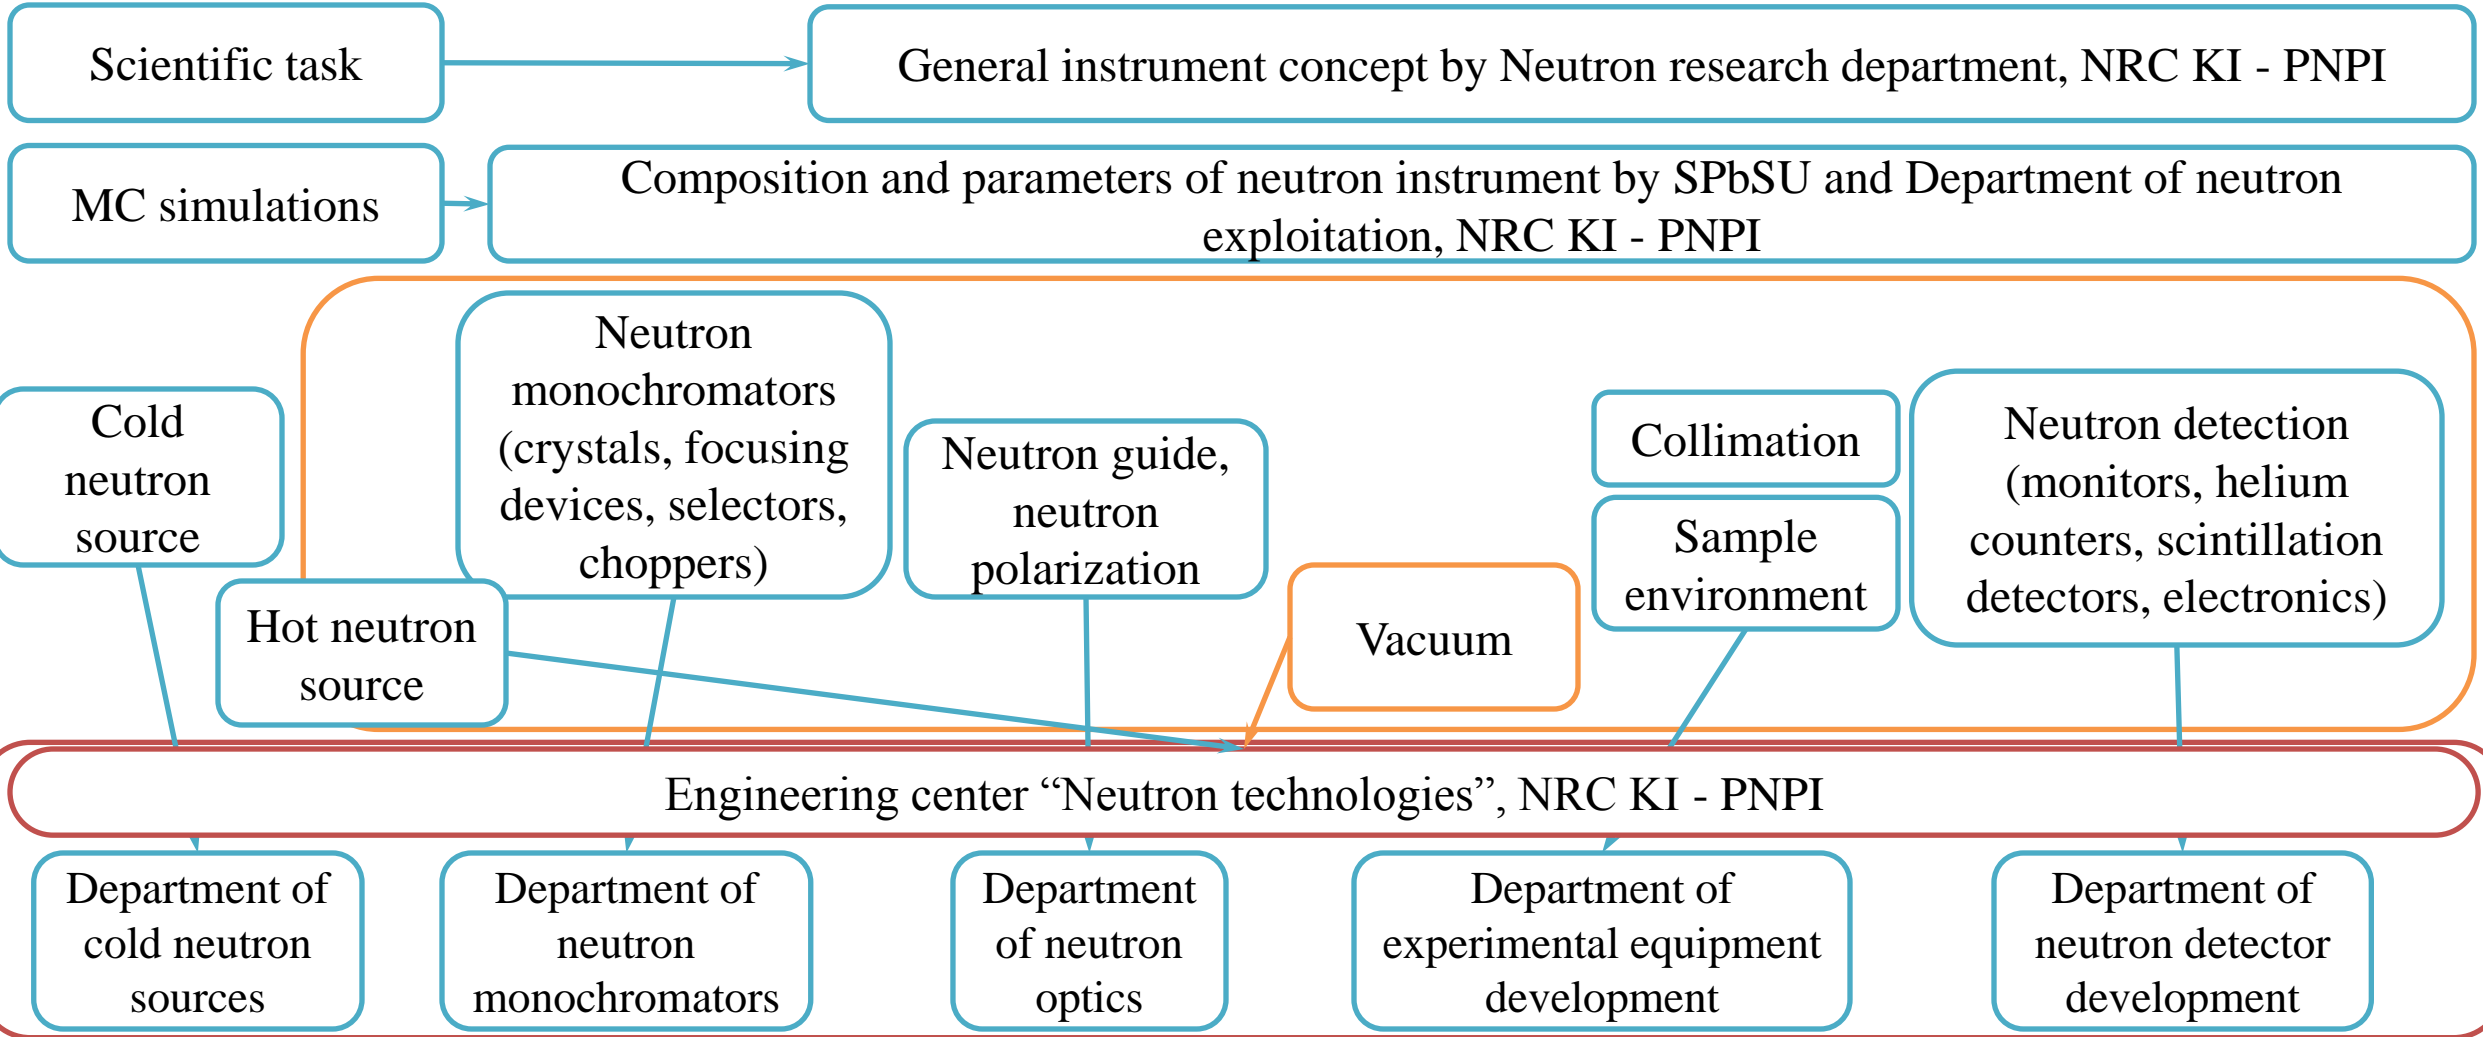 Scientific task
General instrument concept by Neutron research department, NRC KI - PNPI
MC simulations
Composition and parameters of neutron instrument by SPbSU and Department of neutron
exploitation, NRC KI - PNPI
Cold
neutron
source
Hot neutron
source
Neutron
monochromators
(crystals, focusing
devices, selectors,
choppers)
Neutron guide,
neutron
polarization
Vacuum
Collimation
Sample
environment
Neutron detection
(monitors, helium
counters, scintillation
detectors, electronics)
Engineering center “Neutron technologies”, NRC KI - PNPI
Department of
cold neutron
sources
Department of
neutron
monochromators
Department
of neutron
optics
Department of
experimental equipment
development
Department of
neutron detector
development